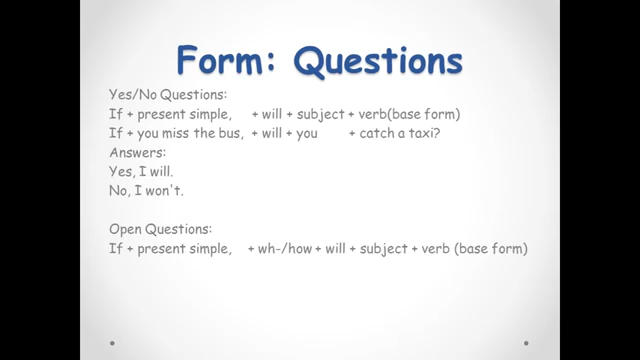 Form: Questions
Yes/No Questions:
If + present simple, + will + subject + verb(base form)
If + you miss the bus, + will + you + catch a taxi?
Answers:
Yes, I will.
No, I won't.
Open Questions:
If + present simple, + wh-/how + will + subject + verb (base form)